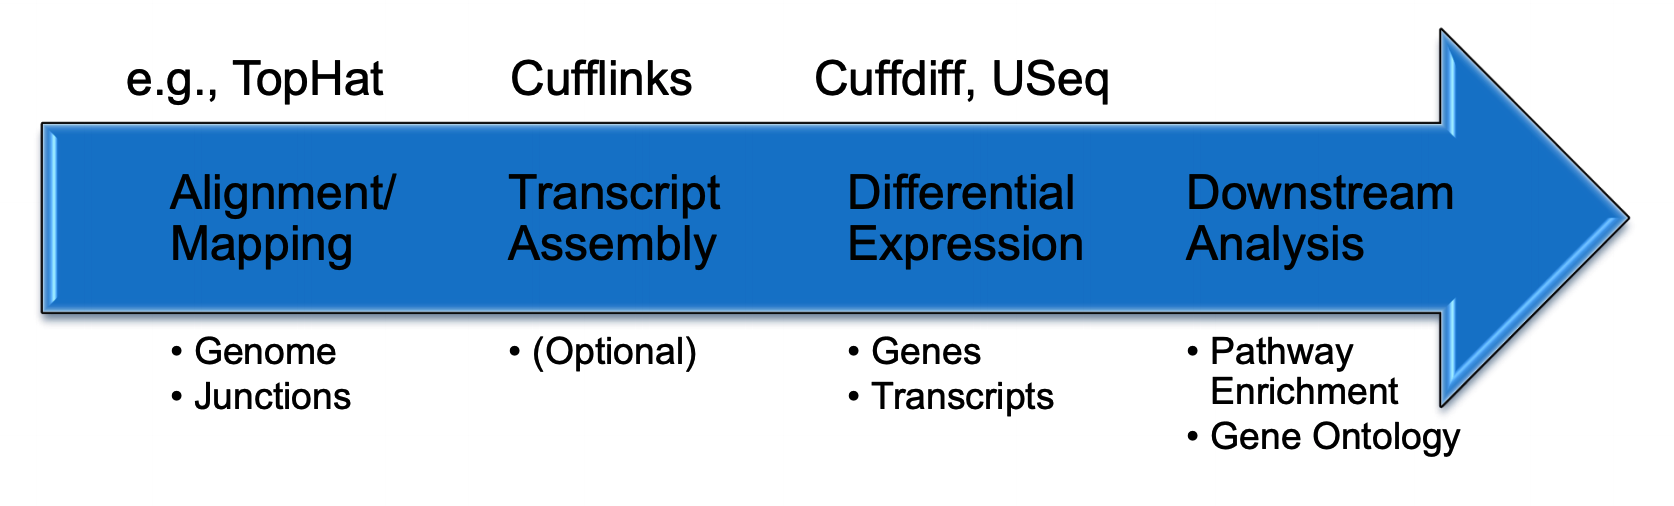 e.g., TopHat
Cufflinks
Cuffdiff, USeq
Alignment/
Mapping
Transcript
Assembly
Differential
Expression
Downstream
Analysis
• Genome
• Junctions
• (Optional)
• Genes
• Transcripts
• Pathway
Enrichment
• Gene Ontology